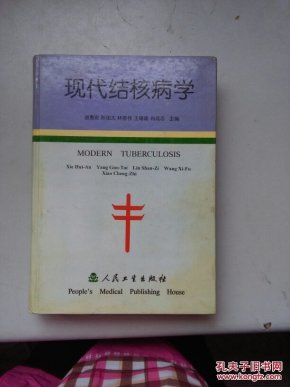 现代结核病学
谢惠安 阳国太 林善梓 王锡福 肖成志 主编
MODERN TUBERCULOSIS
Xie Hui-An Yang Guo-Tai Lin Shan-Zi Wang Xi-Fu
Xiao Cheng-Zhi
人民卫生出版社
People's Medical Publishing House
孔夫子旧书网